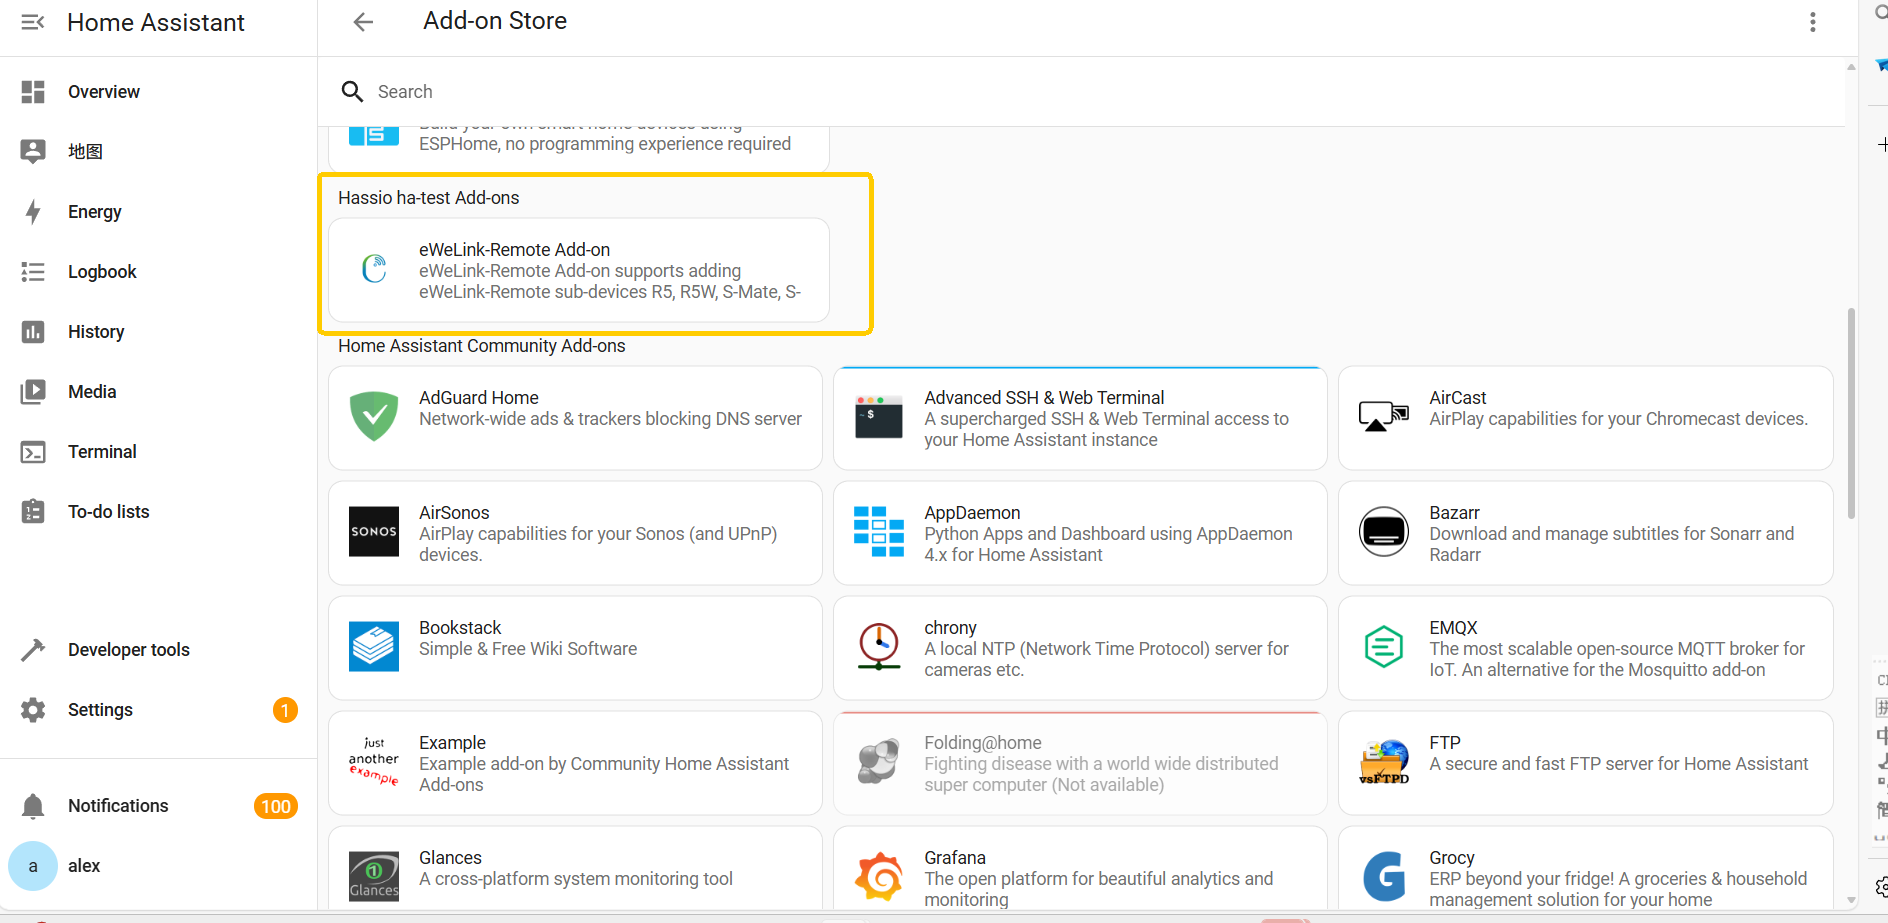 Home Assistant
Add-on Store
Search
Overview
地图
Energy
Logbook
History
Media
Terminal
To-do lists
Developer tools
Settings
1
Notifications
100
a
alex
Build your own smart home devices using
ESPHome, no programming experience required
Hassio ha-test Add-ons
eWeLink-Remote Add-on
eWeLink-Remote Add-on supports adding
eWeLink-Remote sub-devices R5, R5W, S-Mate, S-
Home Assistant Community Add-ons
AdGuard Home
Network-wide ads & trackers blocking DNS server
~ $
Advanced SSH & Web Terminal
A supercharged SSH & Web Terminal access to
your Home Assistant instance
AirCast
AirPlay capabilities for your Chromecast devices.
SONOS
AirSonos
AirPlay capabilities for your Sonos (and UPnP)
devices.
AppDaemon
Python Apps and Dashboard using AppDaemon
4.x for Home Assistant
Bazarr
Download and manage subtitles for Sonarr and
Radarr
Bookstack
Simple & Free Wiki Software
chrony
A local NTP (Network Time Protocol) server for
cameras etc.
EMQX
The most scalable open-source MQTT broker for
IoT. An alternative for the Mosquitto add-on
just
another
example
Example
Example add-on by Community Home Assistant
Add-ons
Folding@home
Fighting disease with a world wide distributed
super computer (Not available)
vsFTPD
FTP
A secure and fast FTP server for Home Assistant
1
Glances
Glances
A cross-platform system monitoring tool
Grafana
The open platform for beautiful analytics and
monitoring
G
Grocy
ERP beyond your fridge! A groceries & household
management solution for your home